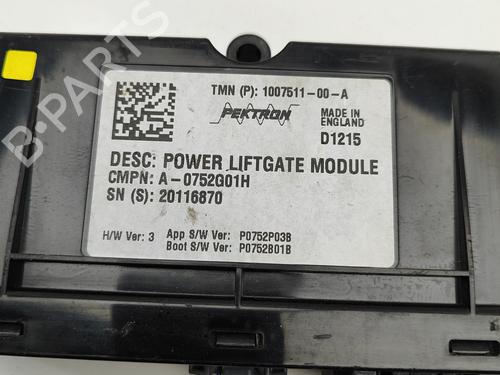 TMN (P): 1007511-00-A
PEKTRON
MADE IN
ENGLAND
D1215
DESC: POWER LIFTGATE MODULE
CMPN: A-0752G01H
SN (S): 20116870
H/W Ver: 3 App S/W Ver: P0752P03B
Boot S/W Ver: P0752B01B
B-PARTS